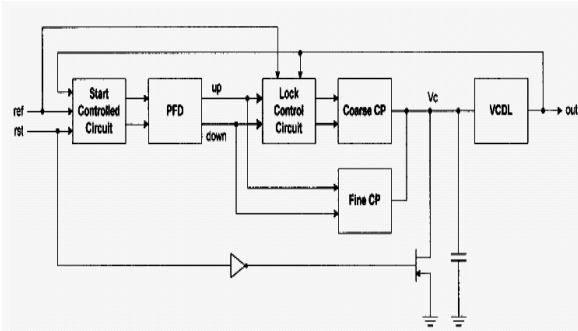 ref
rst
Start
Controlled
Circuit
PFD
up
down
Lock
Control
Circuit
Coarse CP
Fine CP
Vc
VCDL
out